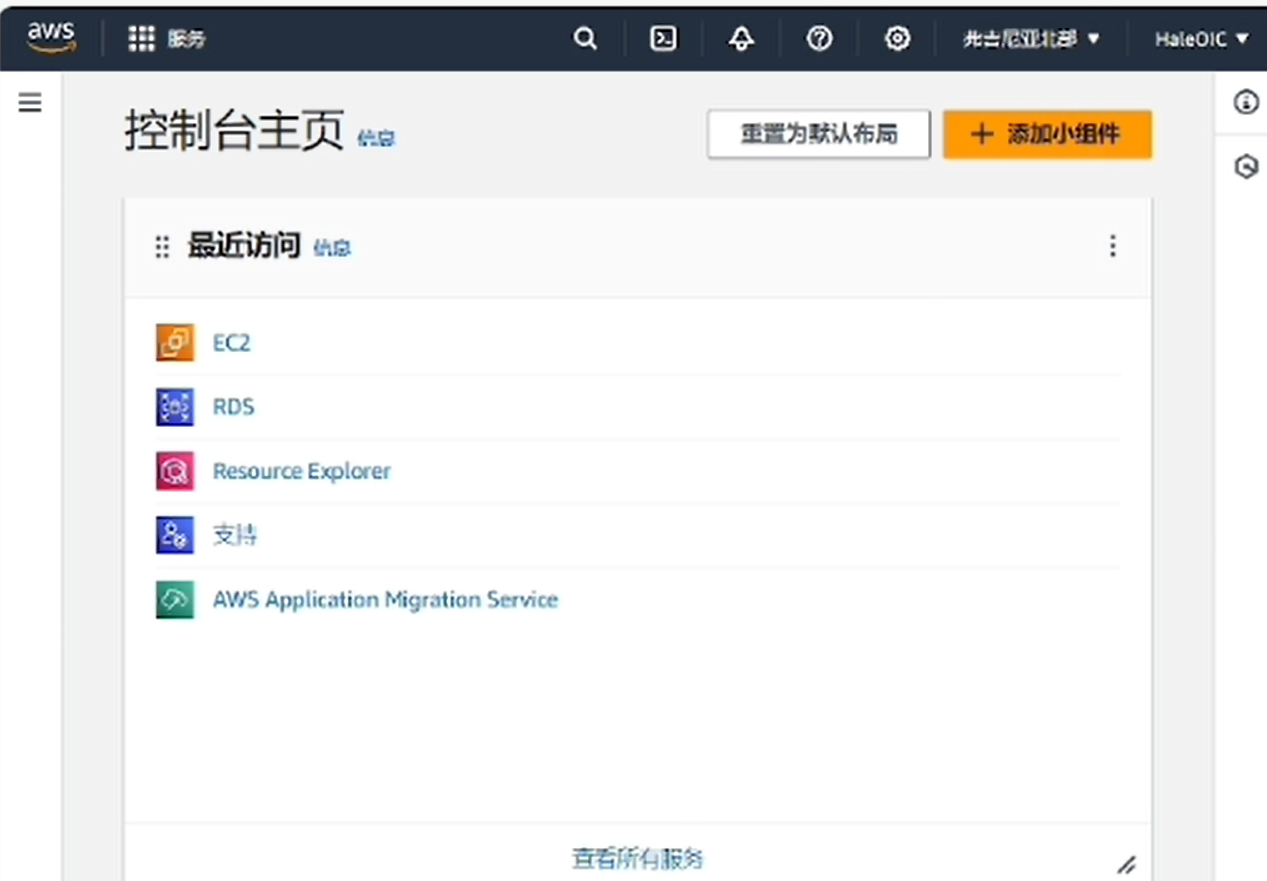 aws 服务 弗吉尼亚北部 HaleOIC
控制台主页 信息 重置为默认布局 + 添加小组件
最近访问 信息
EC2
RDS
Resource Explorer
支持
AWS Application Migration Service
查看所有服务